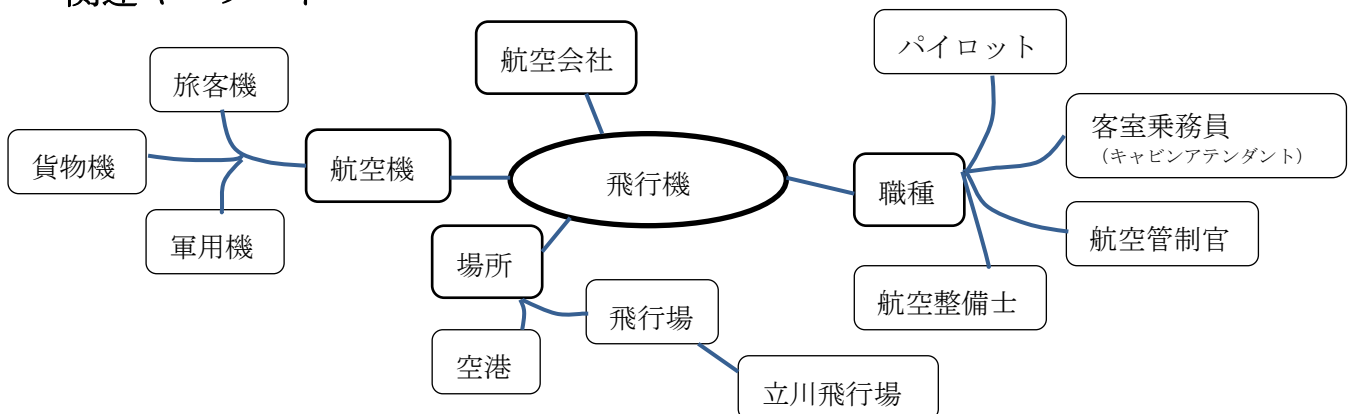 航空会社
パイロット
旅客機
客室乗務員
（キャビンアテンダント）
貨物機
航空機
飛行機
職種
軍用機
場所
航空管制官
航空整備士
飛行場
空港
立川飛行場